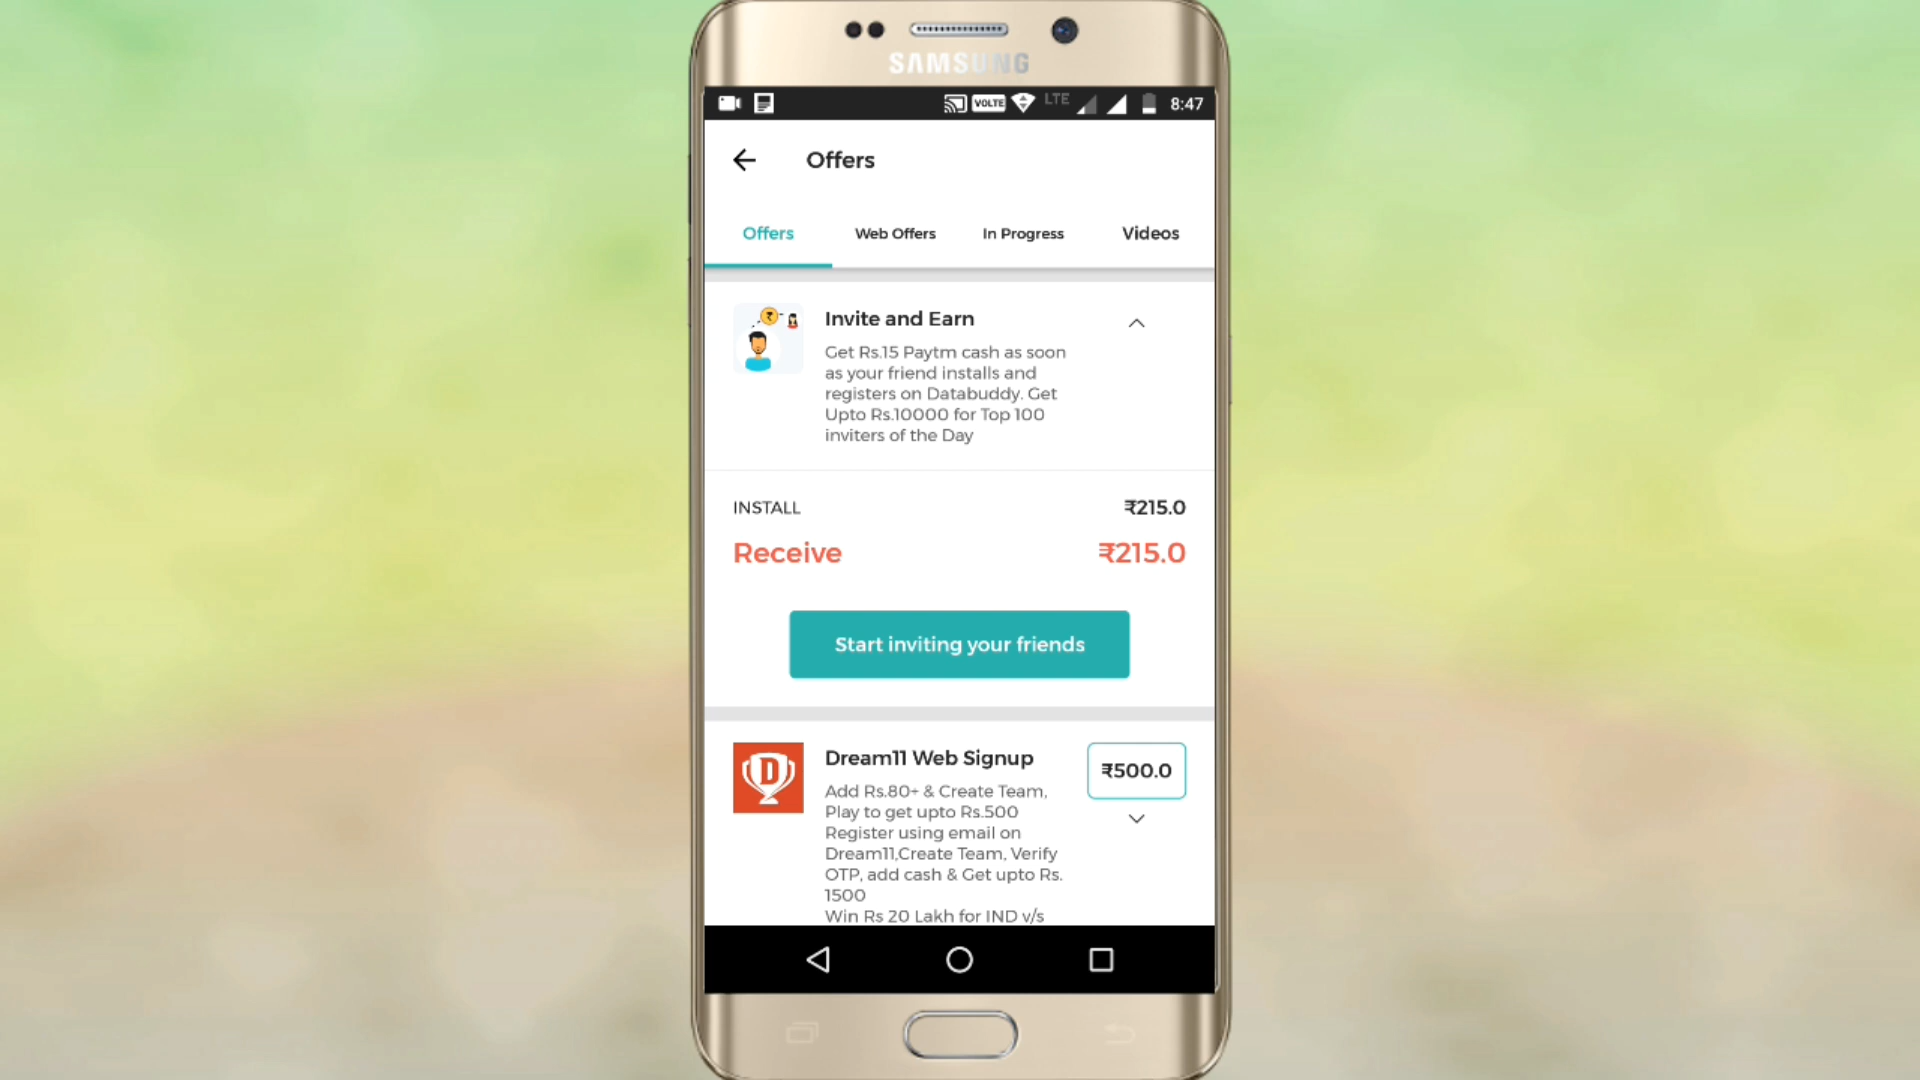 SAMSUNG
VOLTE LTE 8:47
Offers
Offers Web Offers In Progress Videos
Invite and Earn
Get Rs.15 Paytm cash as soon
as your friend installs and
registers on Databuddy. Get
Upto Rs.10000 for Top 100
inviters of the Day
INSTALL ₹215.0
Receive ₹215.0
Start inviting your friends
D
Dream11 Web Signup
₹500.0
Add Rs.80+ & Create Team,
Play to get upto Rs.500
Register using email on
Dream11,Create Team, Verify
OTP, add cash & Get upto Rs.
1500
Win Rs 20 Lakh for IND v/s